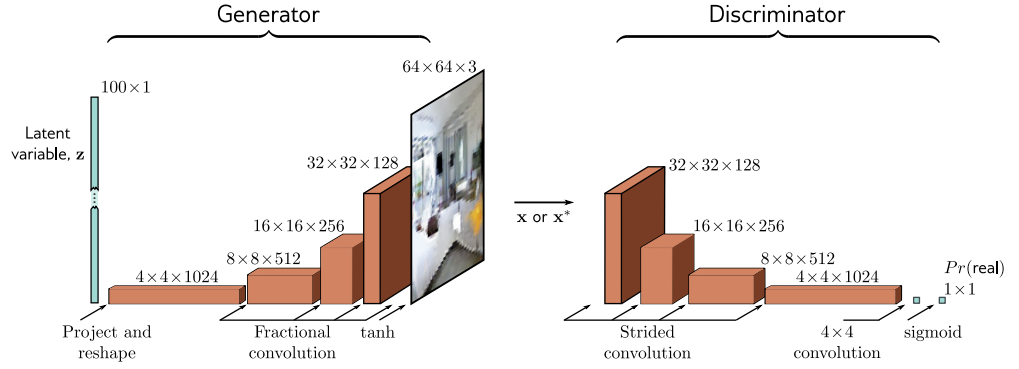 Generator
Discriminator
100×1
Latent
variable, z
4×4×1024
8×8×512
16×16×256
32×32×128
64×64×3
Project and
reshape
Fractional
convolution
tanh
x or x*
32×32×128
16×16×256
8×8×512
4×4×1024
Pr(real)
1×1
Strided
convolution
4×4
convolution
sigmoid